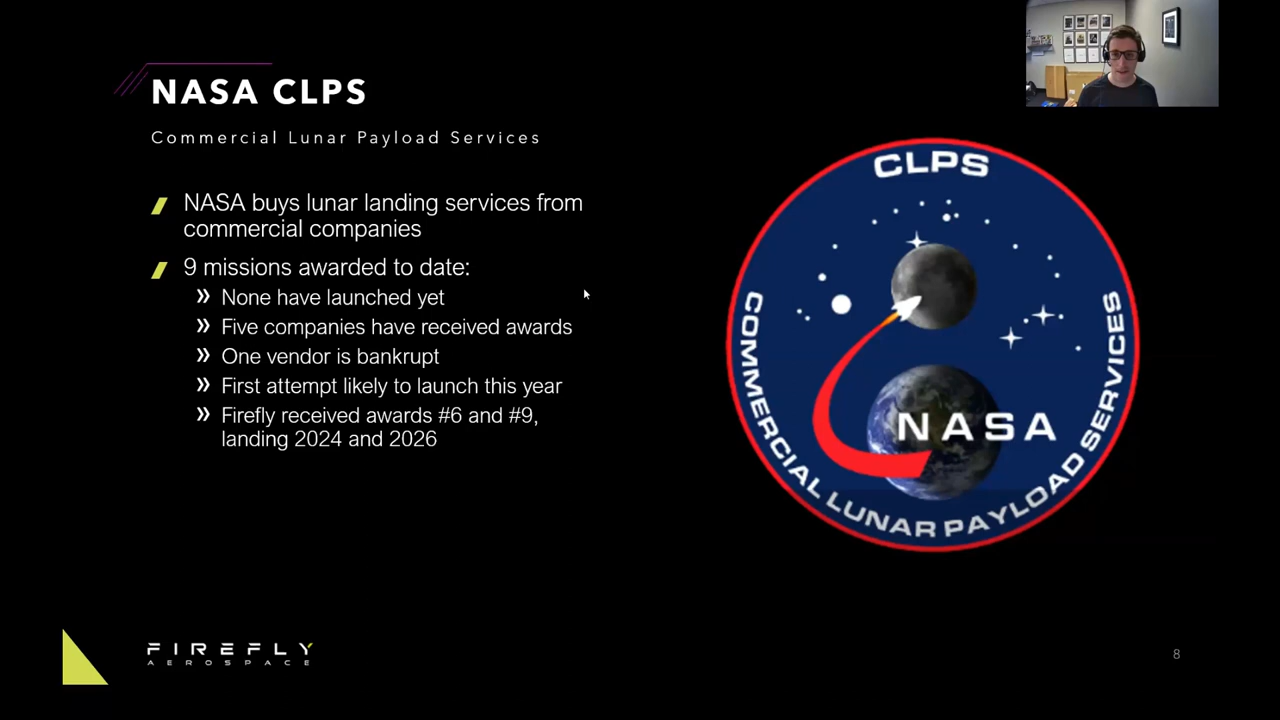 NASA CLPS
Commercial Lunar Payload Services
NASA buys lunar landing services from
commercial companies
9 missions awarded to date:
» None have launched yet
» Five companies have received awards
» One vendor is bankrupt
» First attempt likely to launch this year
» Firefly received awards #6 and #9,
landing 2024 and 2026
CLPS
NASA
COMMERCIAL LUNAR PAYLOAD SERVICES
FIREFLY
AEROSPACE
8